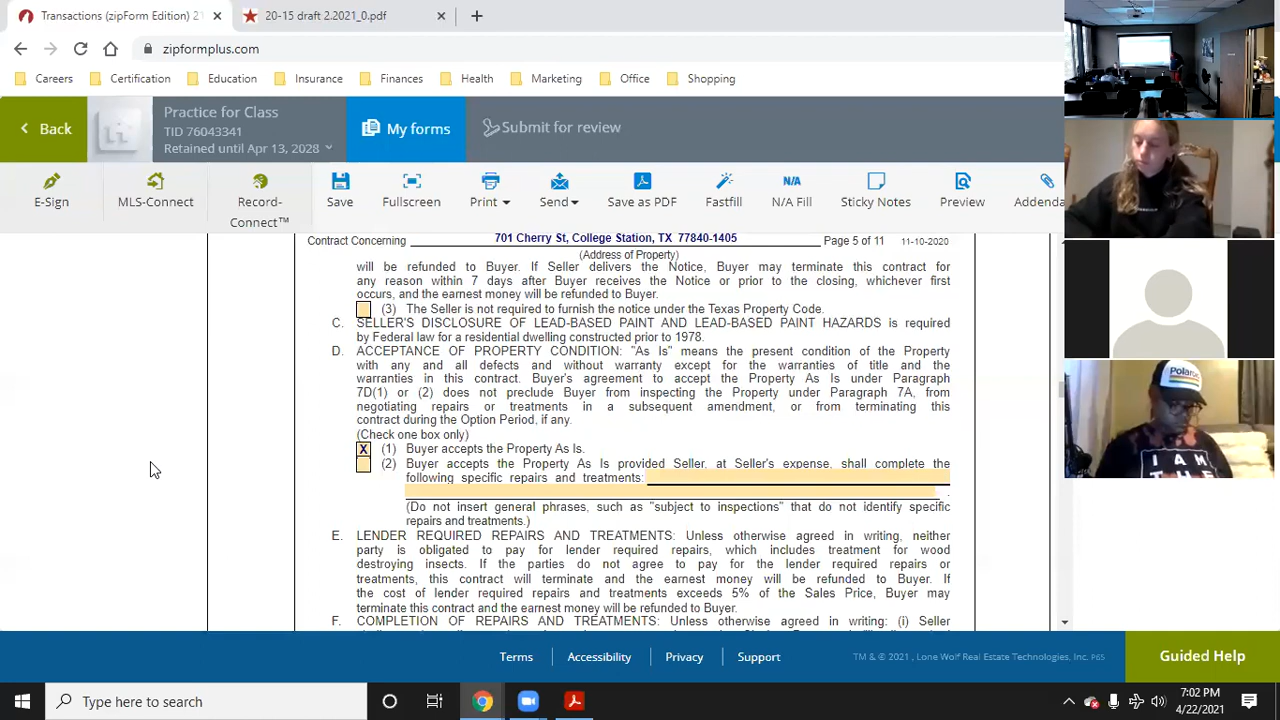 Transactions (zipForm Edition) 21
20-15 draft 2.2021_0.pdf
zipformplus.com
Careers
Certification
Education
Insurance
Finances
Health
Marketing
Office
Shopping
Back
Practice for Class
TID 76043341
Retained until Apr 13, 2028
My forms
Submit for review
E-Sign
MLS-Connect
Record-
Connect™
Save
Fullscreen
Print
Send
Save as PDF
Fastfill
N/A
N/A Fill
Sticky Notes
Preview
Addenda
Contract Concerning 701 Cherry St, College Station, TX 77840-1405 Page 5 of 11 11-10-2020
(Address of Property)
will be refunded to Buyer. If Seller delivers the Notice, Buyer may terminate this contract for
any reason within 7 days after Buyer receives the Notice or prior to the closing, whichever first
occurs, and the earnest money will be refunded to Buyer.
(3) The Seller is not required to furnish the notice under the Texas Property Code.
C. SELLER'S DISCLOSURE OF LEAD-BASED PAINT AND LEAD-BASED PAINT HAZARDS is required
by Federal law for a residential dwelling constructed prior to 1978.
D. ACCEPTANCE OF PROPERTY CONDITION: "As Is" means the present condition of the Property
with any and all defects and without warranty except for the warranties of title and the
warranties in this contract. Buyer's agreement to accept the Property As Is under Paragraph
7D(1) or (2) does not preclude Buyer from inspecting the Property under Paragraph 7A, from
negotiating repairs or treatments in a subsequent amendment, or from terminating this
contract during the Option Period, if any.
(Check one box only)
X (1) Buyer accepts the Property As Is.
(2) Buyer accepts the Property As Is provided Seller, at Seller's expense, shall complete the
following specific repairs and treatments:
.
(Do not insert general phrases, such as "subject to inspections" that do not identify specific
repairs and treatments.)
E. LENDER REQUIRED REPAIRS AND TREATMENTS: Unless otherwise agreed in writing, neither
party is obligated to pay for lender required repairs, which includes treatment for wood
destroying insects. If the parties do not agree to pay for the lender required repairs or
treatments, this contract will terminate and the earnest money will be refunded to Buyer. If
the cost of lender required repairs and treatments exceeds 5% of the Sales Price, Buyer may
terminate this contract and the earnest money will be refunded to Buyer.
F. COMPLETION OF REPAIRS AND TREATMENTS: Unless otherwise agreed in writing: (i) Seller
Polaroid
I AM
THE
Terms
Accessibility
Privacy
Support
TM & © 2021, Lone Wolf Real Estate Technologies, Inc. P65
Guided Help
Type here to search
7:02 PM
4/22/2021